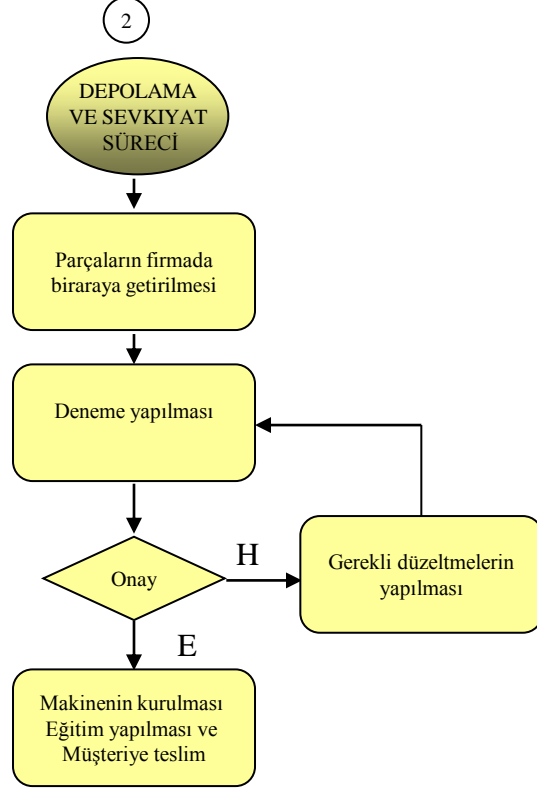 2
DEPOLAMA
VE SEVKIYAT
SÜRECİ
Parçaların firmada
biraraya getirilmesi
Deneme yapılması
Onay
H
Gerekli düzeltmelerin
yapılması
E
Makinenin kurulması
Eğitim yapılması ve
Müşteriye teslim